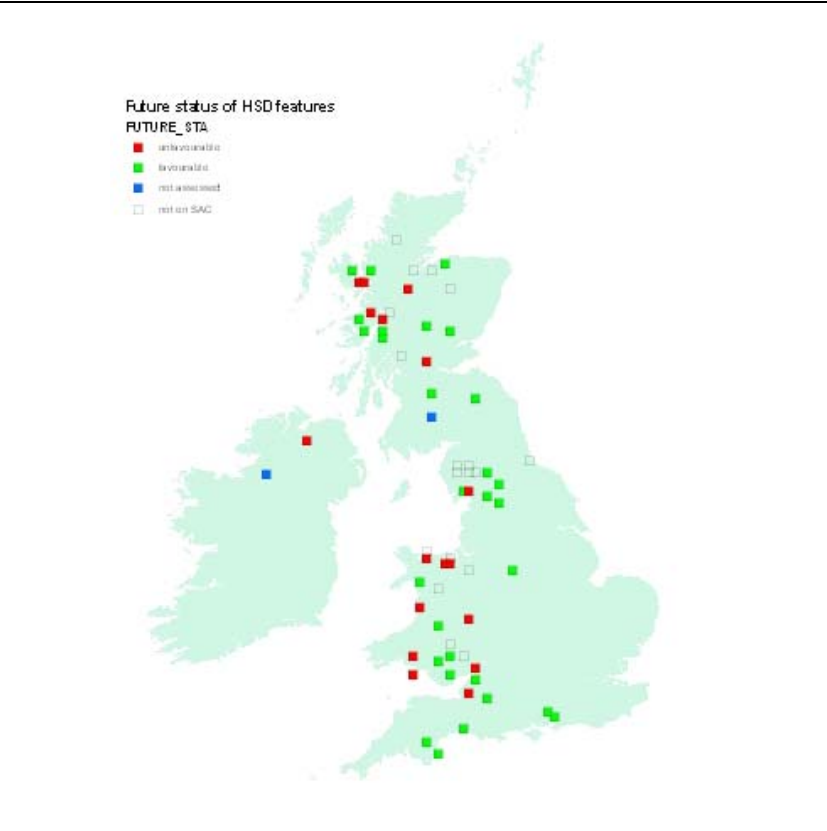 Future status of HSD features
FUTURE_STA
unfavourable
favourable
not assessed
not on SAC